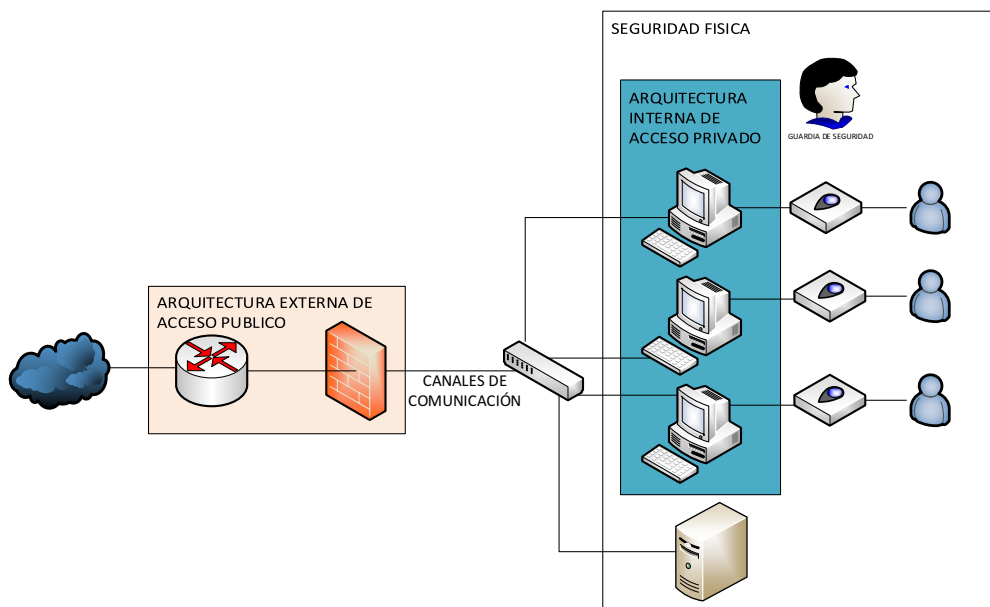 SEGURIDAD FISICA
ARQUITECTURA
INTERNA DE
ACCESO PRIVADO
GUARDIA DE SEGURIDAD
ARQUITECTURA EXTERNA DE
ACCESO PUBLICO
CANALES DE
COMUNICACIÓN